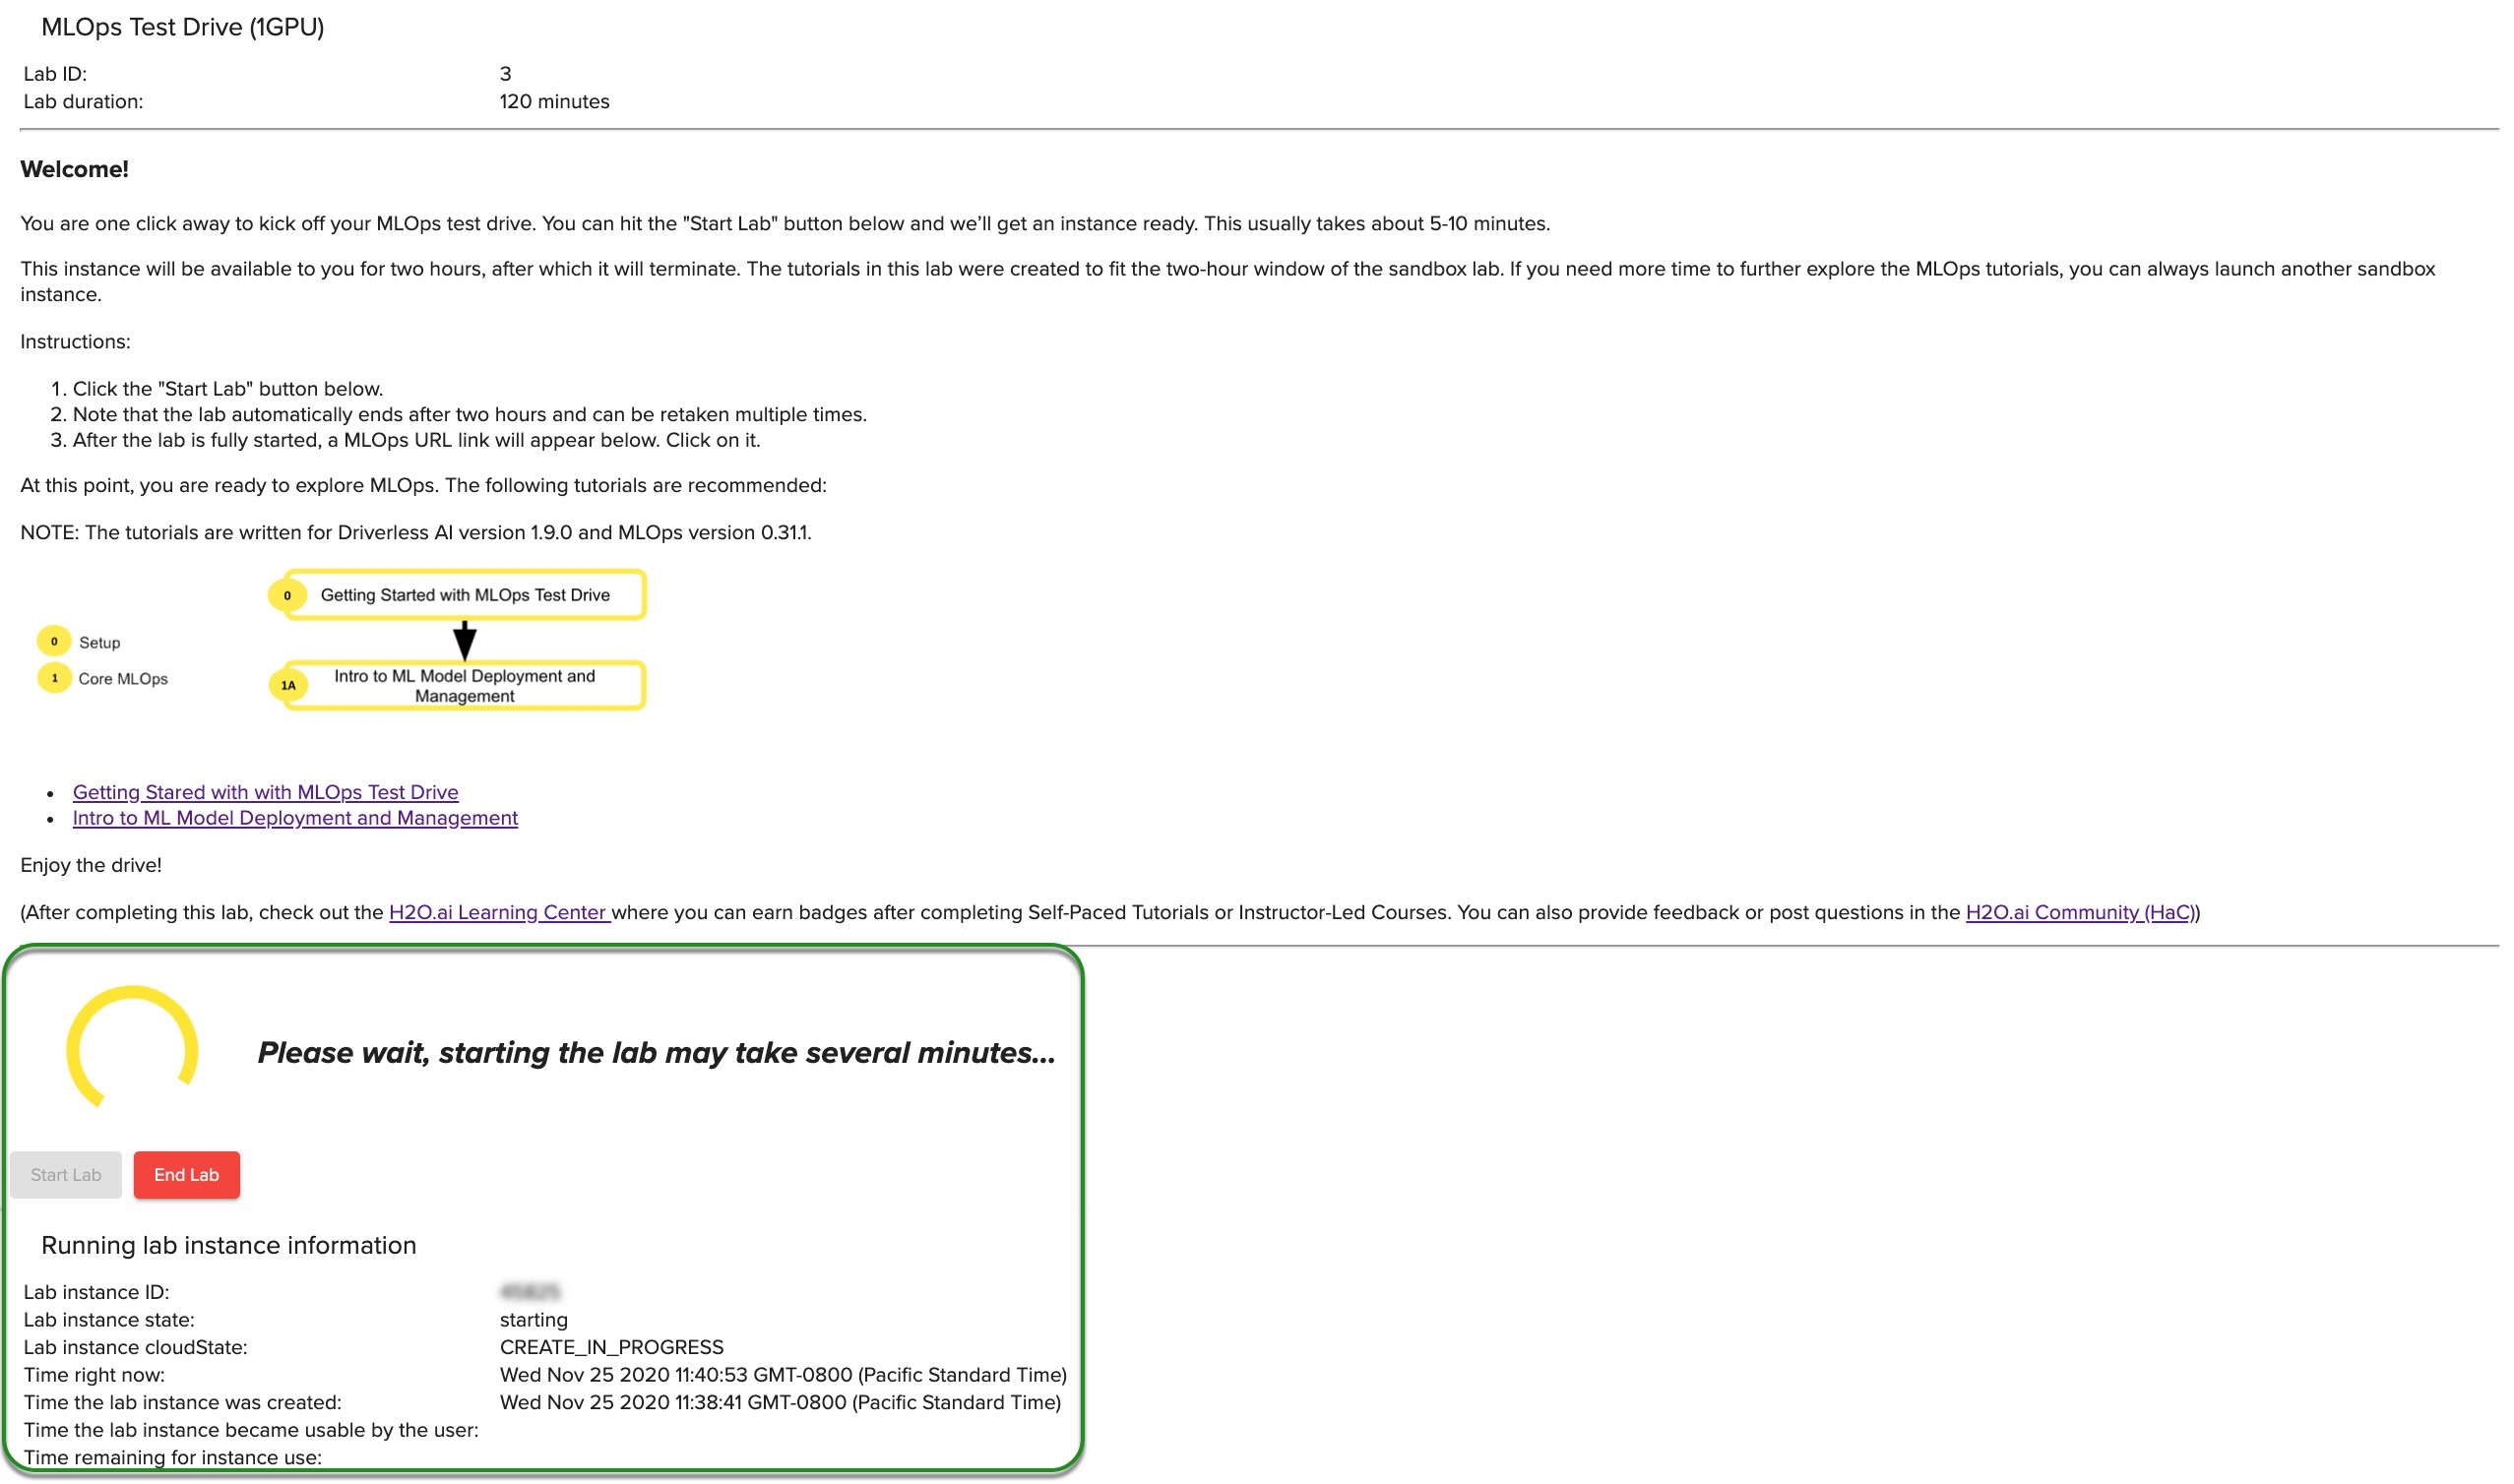 MLOps Test Drive (1GPU)
Lab ID: 3
Lab duration: 120 minutes
Welcome!
You are one click away to kick off your MLOps test drive. You can hit the "Start Lab" button below and we’ll get an instance ready. This usually takes about 5-10 minutes.
This instance will be available to you for two hours, after which it will terminate. The tutorials in this lab were created to fit the two-hour window of the sandbox lab. If you need more time to further explore the MLOps tutorials, you can always launch another sandbox
instance.
Instructions:
1. Click the "Start Lab" button below.
2. Note that the lab automatically ends after two hours and can be retaken multiple times.
3. After the lab is fully started, a MLOps URL link will appear below. Click on it.
At this point, you are ready to explore MLOps. The following tutorials are recommended:
NOTE: The tutorials are written for Driverless AI version 1.9.0 and MLOps version 0.31.1.
0 Getting Started with MLOps Test Drive
0 Setup
1 Core MLOps
1A Intro to ML Model Deployment and
Management
• Getting Stared with with MLOps Test Drive
• Intro to ML Model Deployment and Management
Enjoy the drive!
(After completing this lab, check out the H2O.ai Learning Center where you can earn badges after completing Self-Paced Tutorials or Instructor-Led Courses. You can also provide feedback or post questions in the H2O.ai Community (HaC))
Please wait, starting the lab may take several minutes...
Start Lab End Lab
Running lab instance information
Lab instance ID:
Lab instance state: starting
Lab instance cloudState: CREATE_IN_PROGRESS
Time right now: Wed Nov 25 2020 11:40:53 GMT-0800 (Pacific Standard Time)
Time the lab instance was created: Wed Nov 25 2020 11:38:41 GMT-0800 (Pacific Standard Time)
Time the lab instance became usable by the user:
Time remaining for instance use: